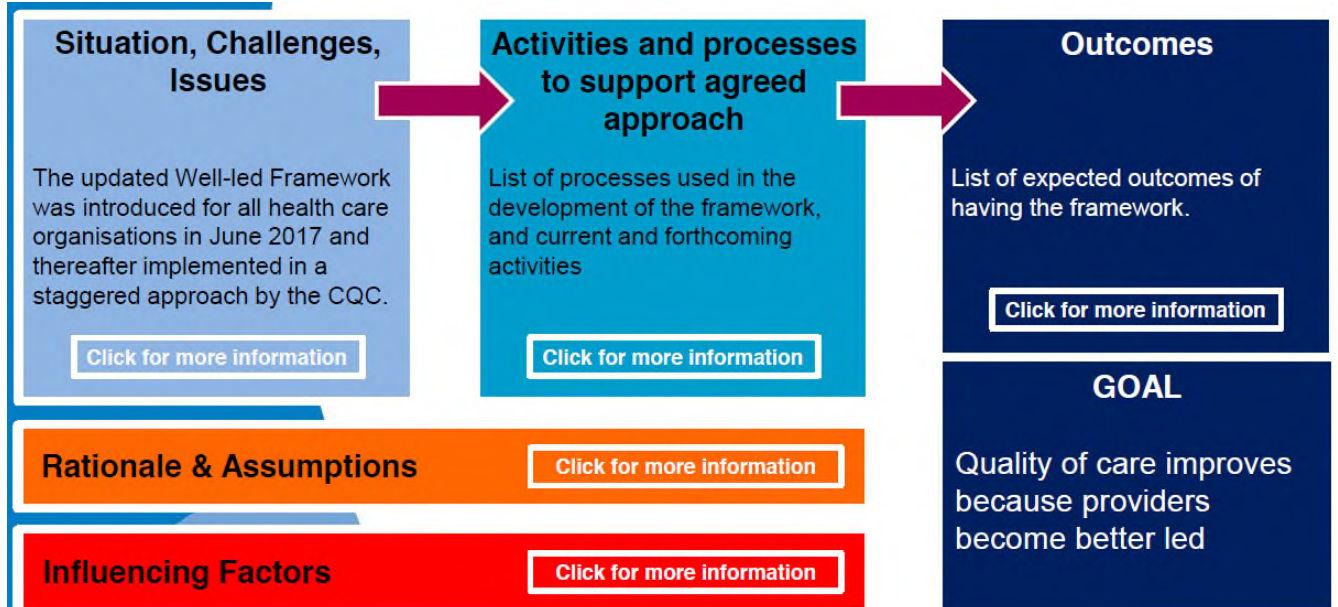 Situation, Challenges,
Issues
The updated Well-led Framework
was introduced for all health care
organisations in June 2017 and
thereafter implemented in a
staggered approach by the CQC.
Click for more information
Activities and processes
to support agreed
approach
List of processes used in the
development of the framework,
and current and forthcoming
activities
Click for more information
Outcomes
List of expected outcomes of
having the framework.
Click for more information
GOAL
Quality of care improves
because providers
become better led
Rationale & Assumptions
Click for more information
Influencing Factors
Click for more information